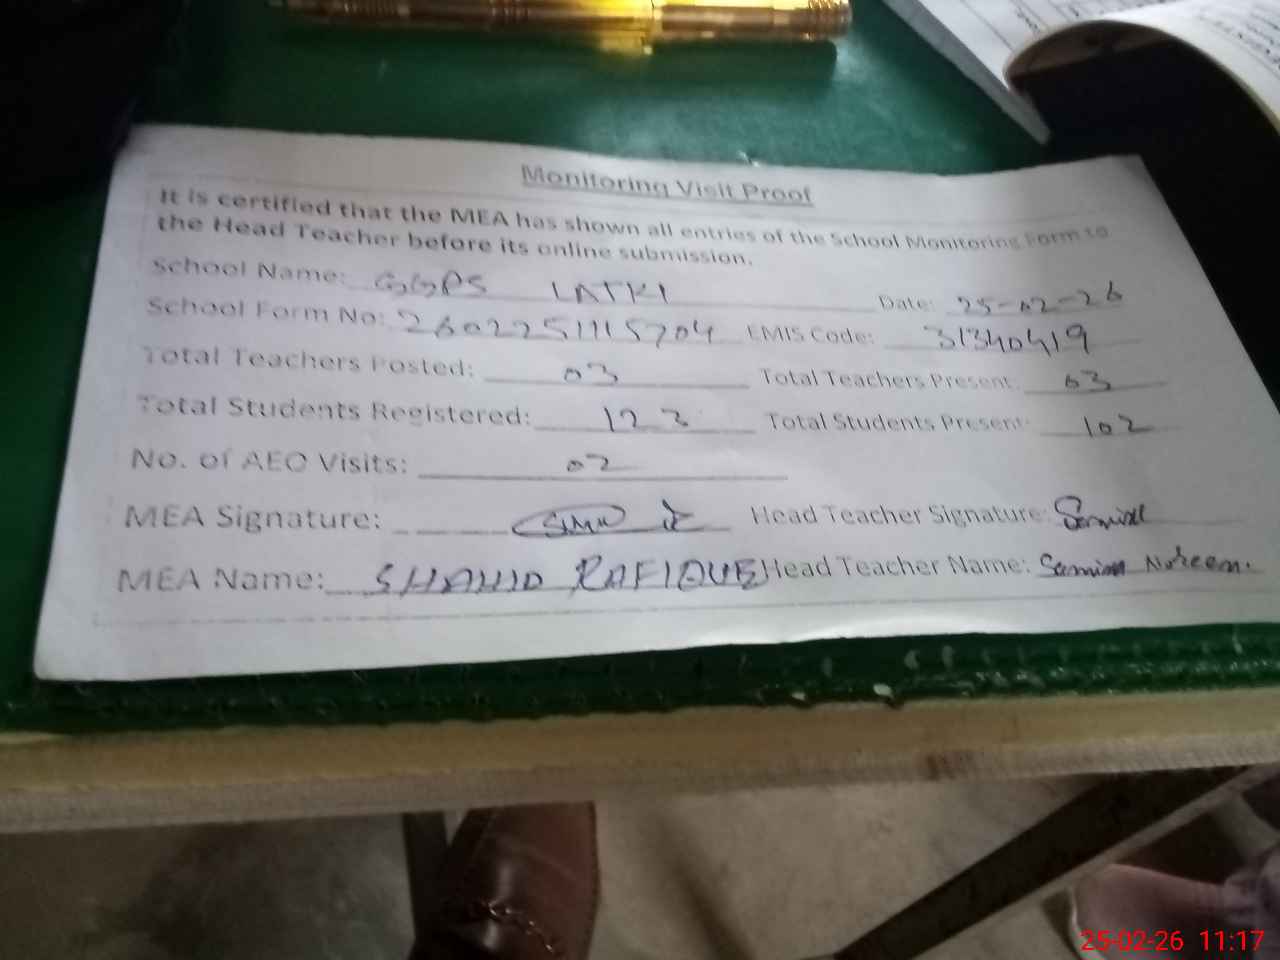 Monitoring Visit Proof
It is certified that the MEA has shown all entries of the School Monitoring Form to
the Head Teacher before its online submission.
School Name: GGPS LATKI Date: 25-02-26
School Form No: 2602251115704 EMIS Code: 31340419
Total Teachers Posted: 03 Total Teachers Present: 03
Total Students Registered: 123 Total Students Present: 102
No. of AEO Visits: 02
MEA Signature: Head Teacher Signature:
MEA Name: SHAHID RAFIQUE Head Teacher Name: Samina Noreen.
25-02-26 11:17